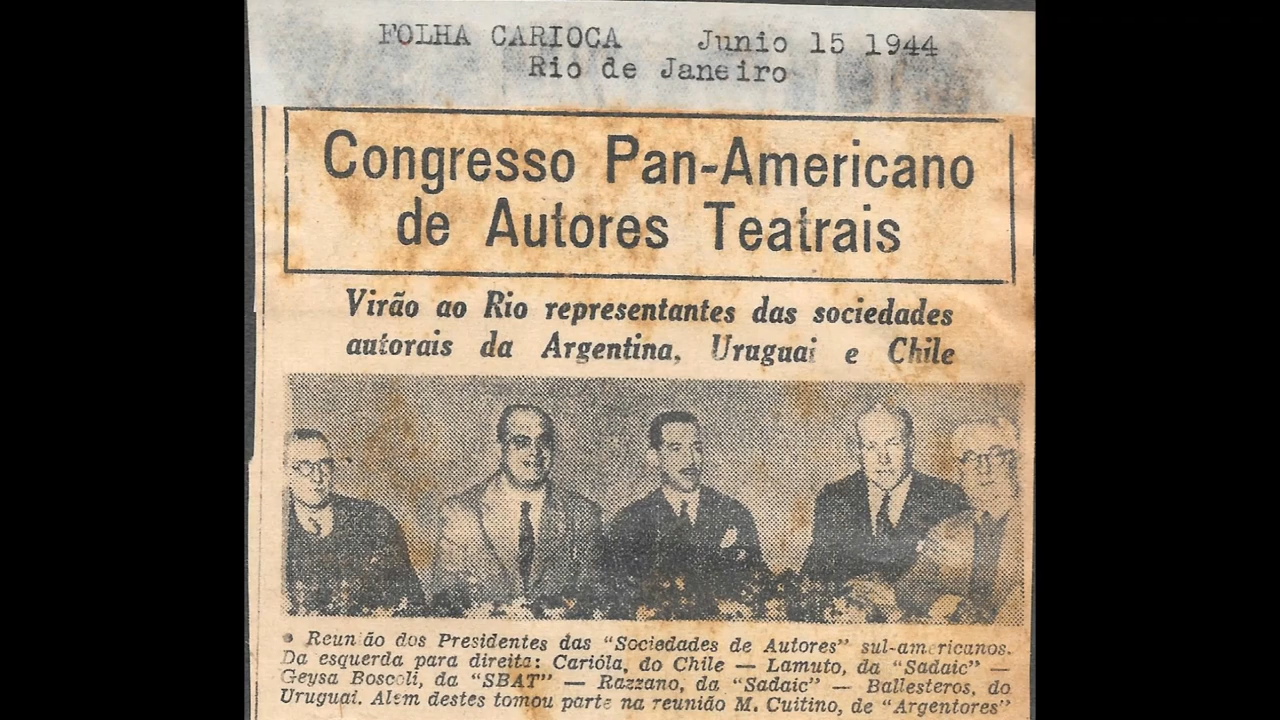 FOLHA CARIOCA Junio 15 1944
Rio de Janeiro
Congresso Pan-Americano
de Autores Teatrais
Virão ao Rio representantes das sociedades
autorais da Argentina, Uruguai e Chile
• Reunião dos Presidentes das "Sociedades de Autores" sul-americanos.
Da esquerda para direita: Carióla, do Chile — Lamuto, da "Sadaic" —
Geysa Boscoli, da "SBAT" — Razzano, da "Sadaic" — Ballesteros, do
Uruguai. Alem destes tomou parte na reunião M. Cuitino, de "Argentores"